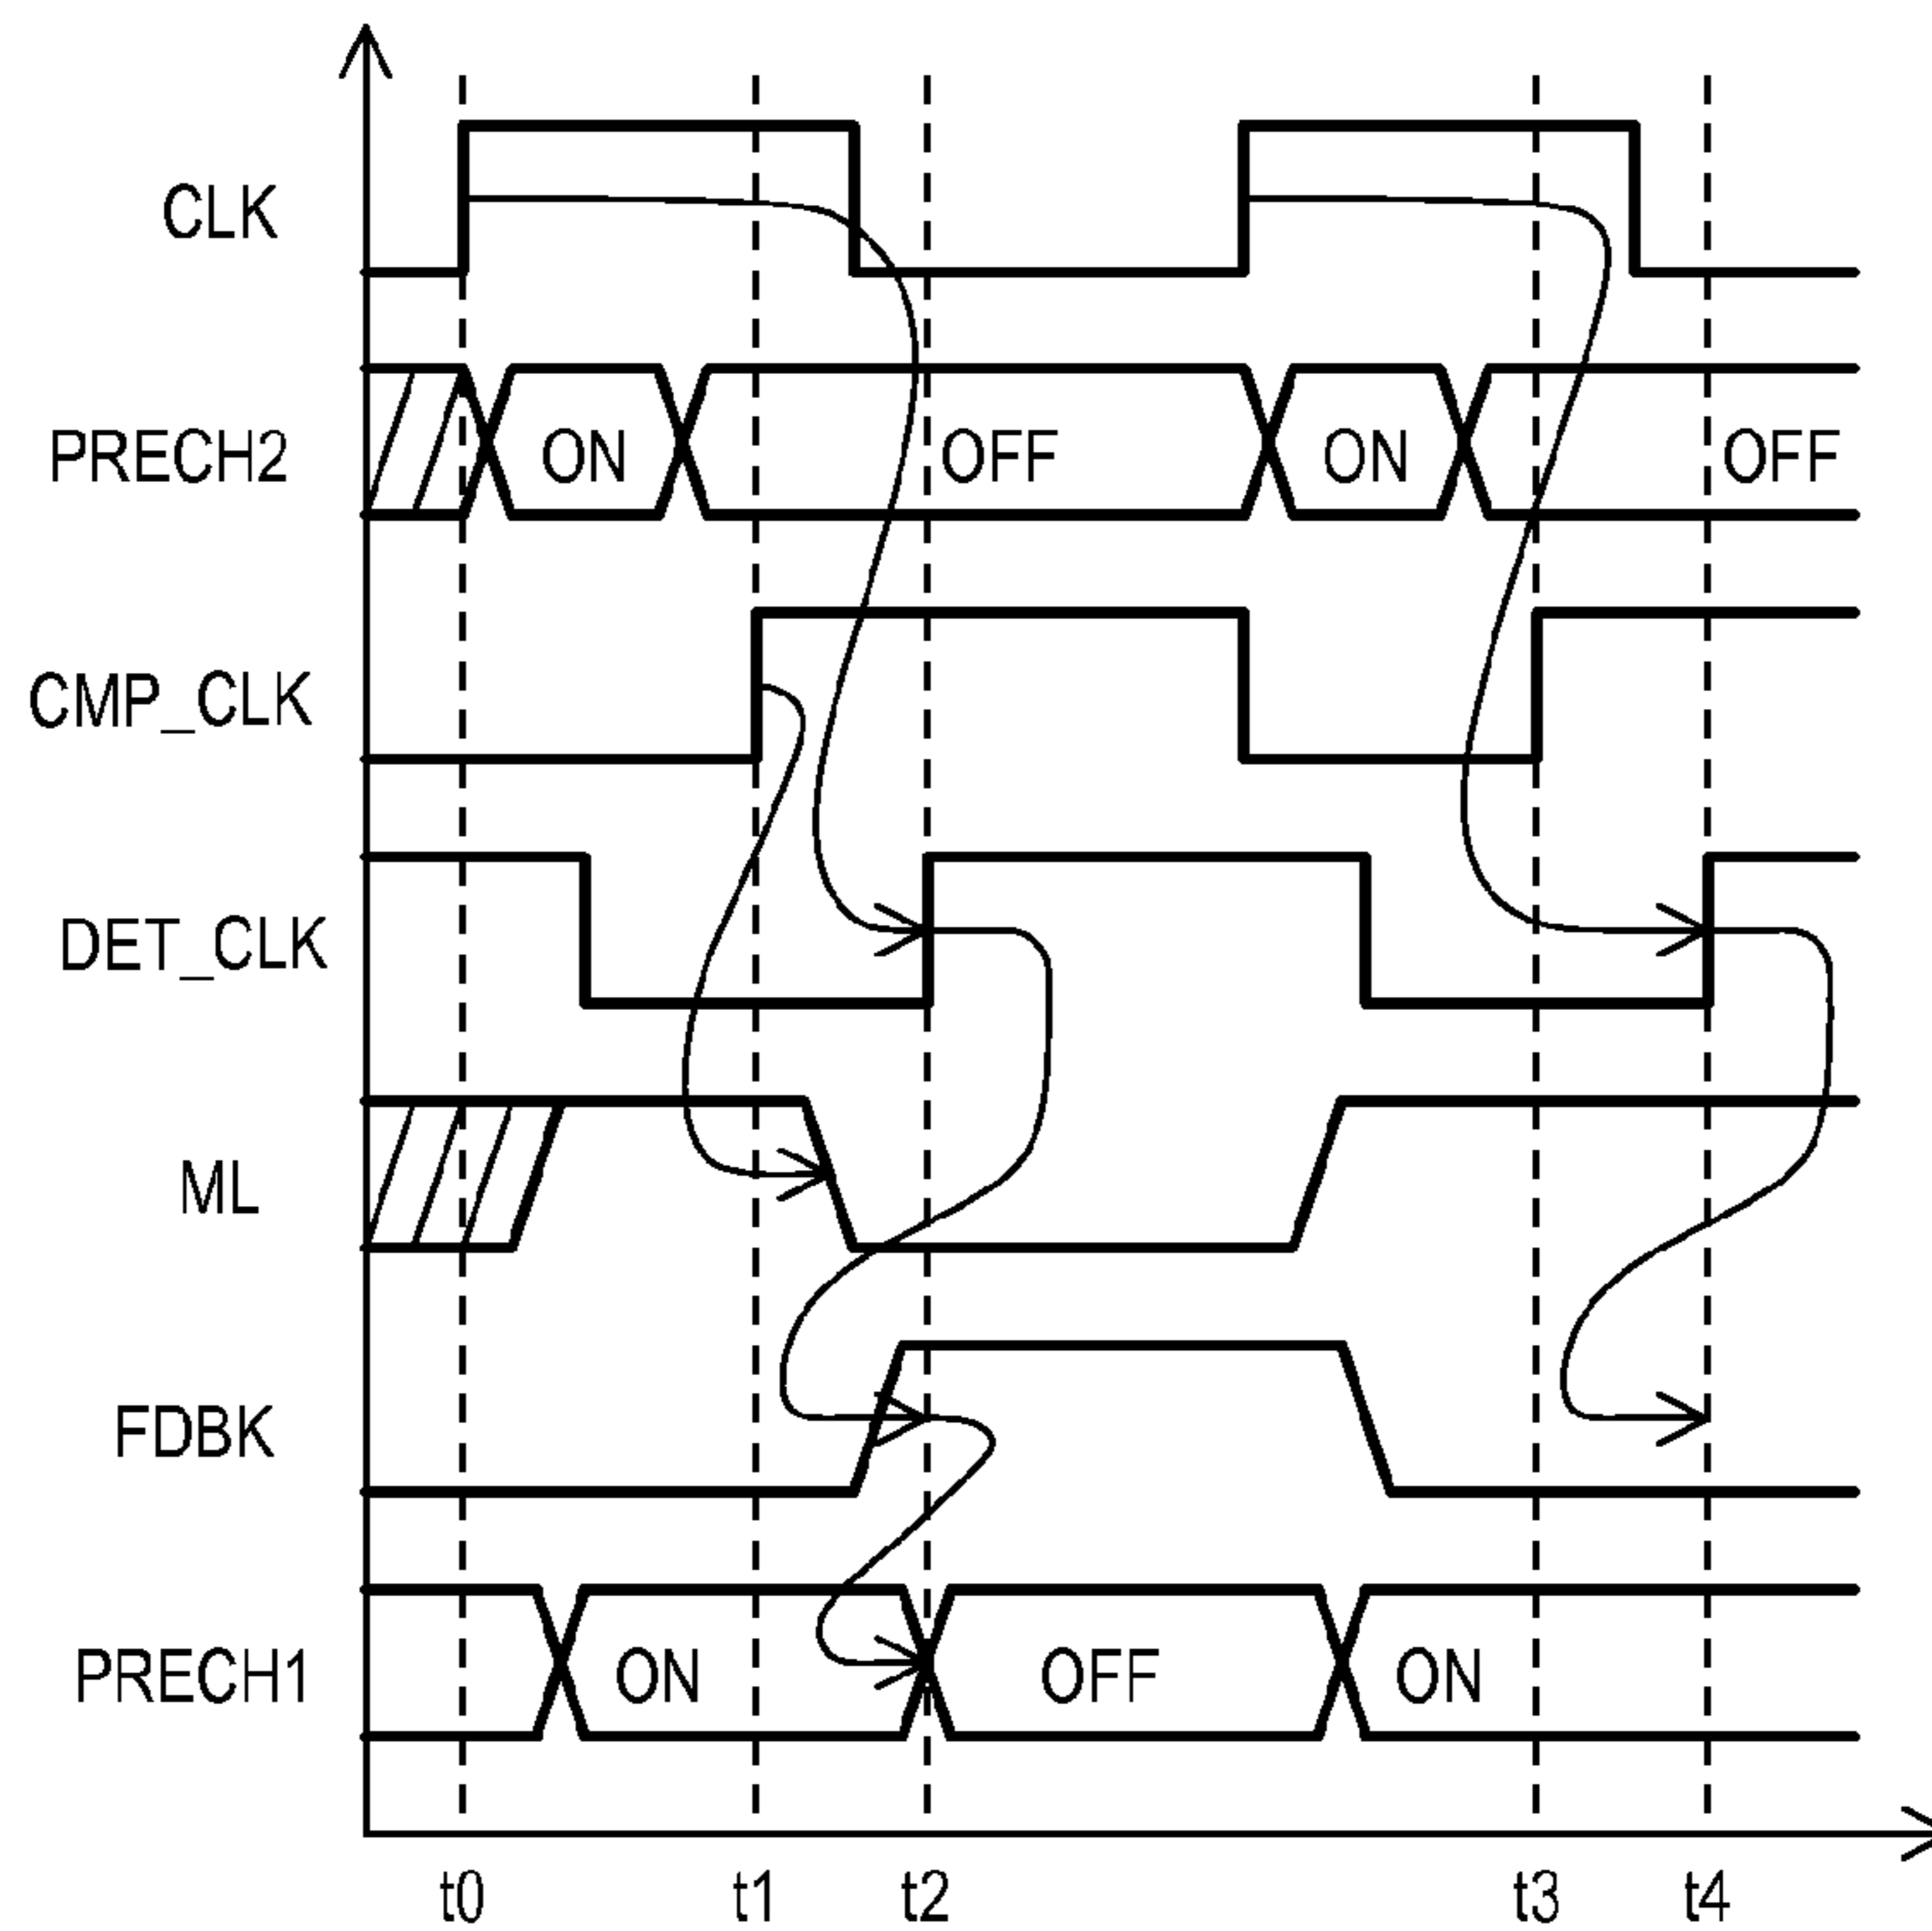 CLK
PRECH2 ON OFF ON OFF
CMP_CLK
DET_CLK
ML
FDBK
PRECH1 ON OFF ON
t0 t1 t2 t3 t4